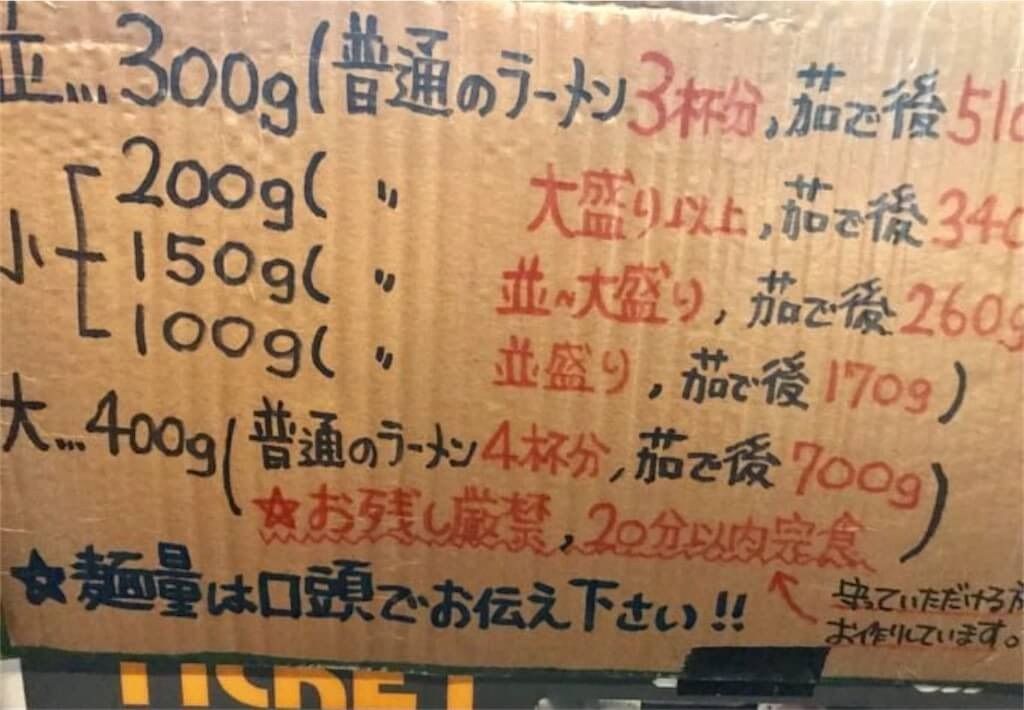 並...300g(普通のラーメン3杯分,茹で後510
小 200g( 〃 大盛り以上,茹で後340
150g( 〃 並~大盛り,茹で後260g
100g( 〃 並盛り,茹で後170g)
大...400g(普通のラーメン4杯分,茹で後700g)
☆お残し厳禁,20分以内完食
☆麺量は口頭でお伝え下さい!!
守っていただける方
お作りしています。
TICKET